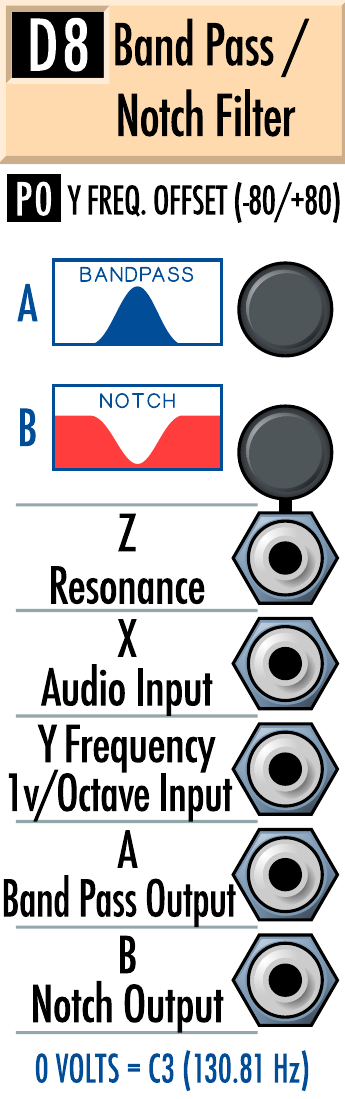 D8 Band Pass /
Notch Filter
P0 Y FREQ. OFFSET (-80/+80)
A BANDPASS
B NOTCH
Z
Resonance
X
Audio Input
Y Frequency
1v/Octave Input
A
Band Pass Output
B
Notch Output
0 VOLTS = C3 (130.81 Hz)